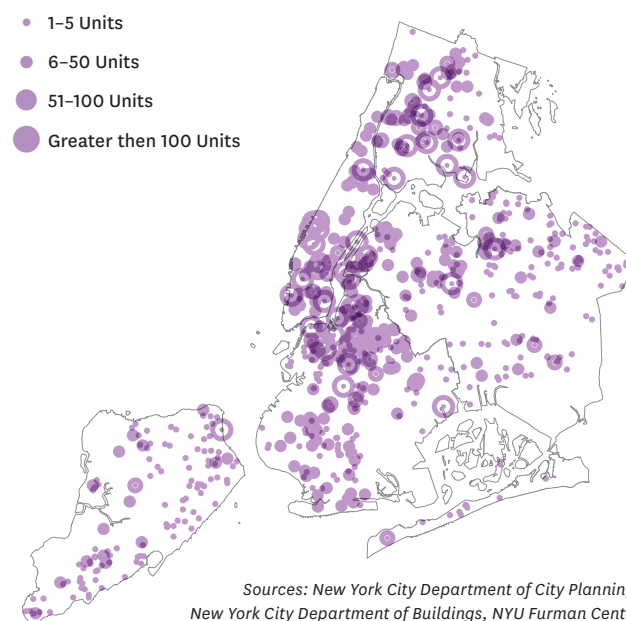 1–5 Units
6–50 Units
51–100 Units
Greater then 100 Units
Sources: New York City Department of City Plannin
New York City Department of Buildings, NYU Furman Cent